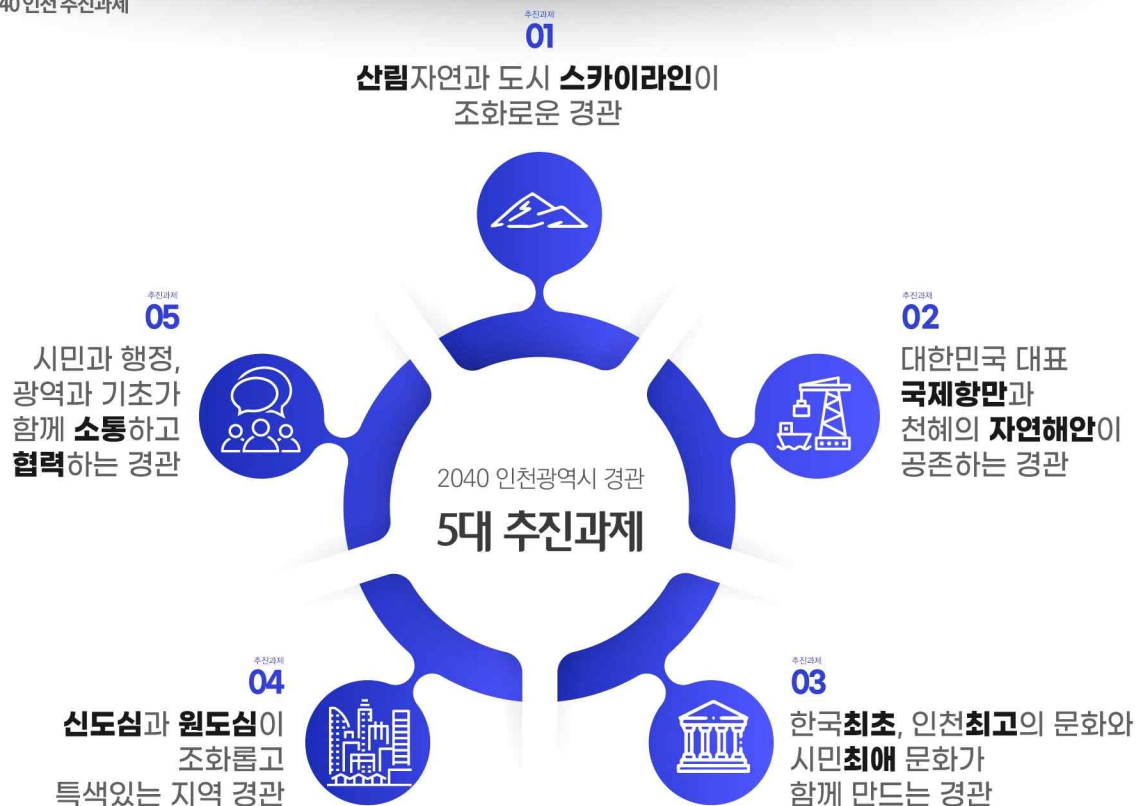 40 인천 추진과제
추진과제
01
산림자연과 도시 스카이라인이
조화로운 경관
추진과제
02
대한민국 대표
국제항만과
천혜의 자연해안이
공존하는 경관
추진과제
03
한국최초, 인천최고의 문화와
시민최애 문화가
함께 만드는 경관
추진과제
04
신도심과 원도심이
조화롭고
특색있는 지역 경관
추진과제
05
시민과 행정,
광역과 기초가
함께 소통하고
협력하는 경관
2040 인천광역시 경관
5대 추진과제